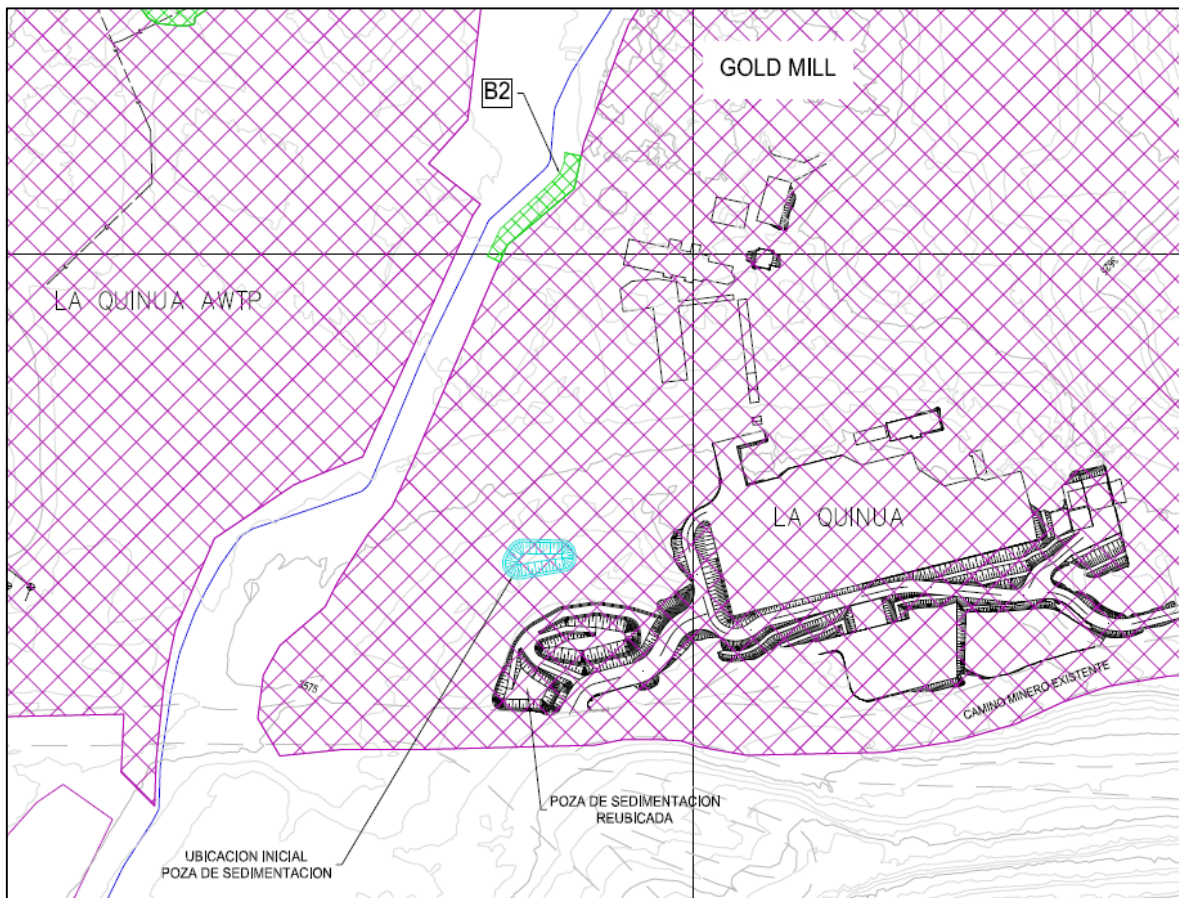 GOLD MILL
B2
LA QUINUA AWTP
3625
LA QUINUA
3575
CAMINO MINERO EXISTENTE
POZA DE SEDIMENTACION
REUBICADA
UBICACION INICIAL
POZA DE SEDIMENTACION